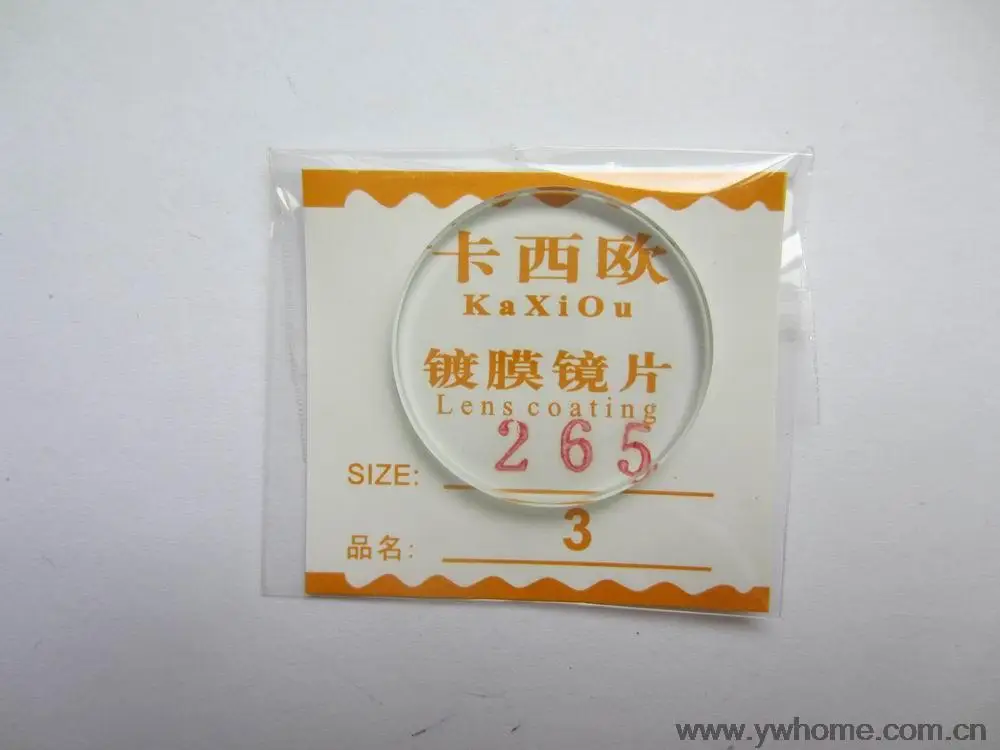 卡西欧
KaXiOu
镀膜镜片
Lens coating
SIZE: 265
品名: 3
www.ywhome.com.cn